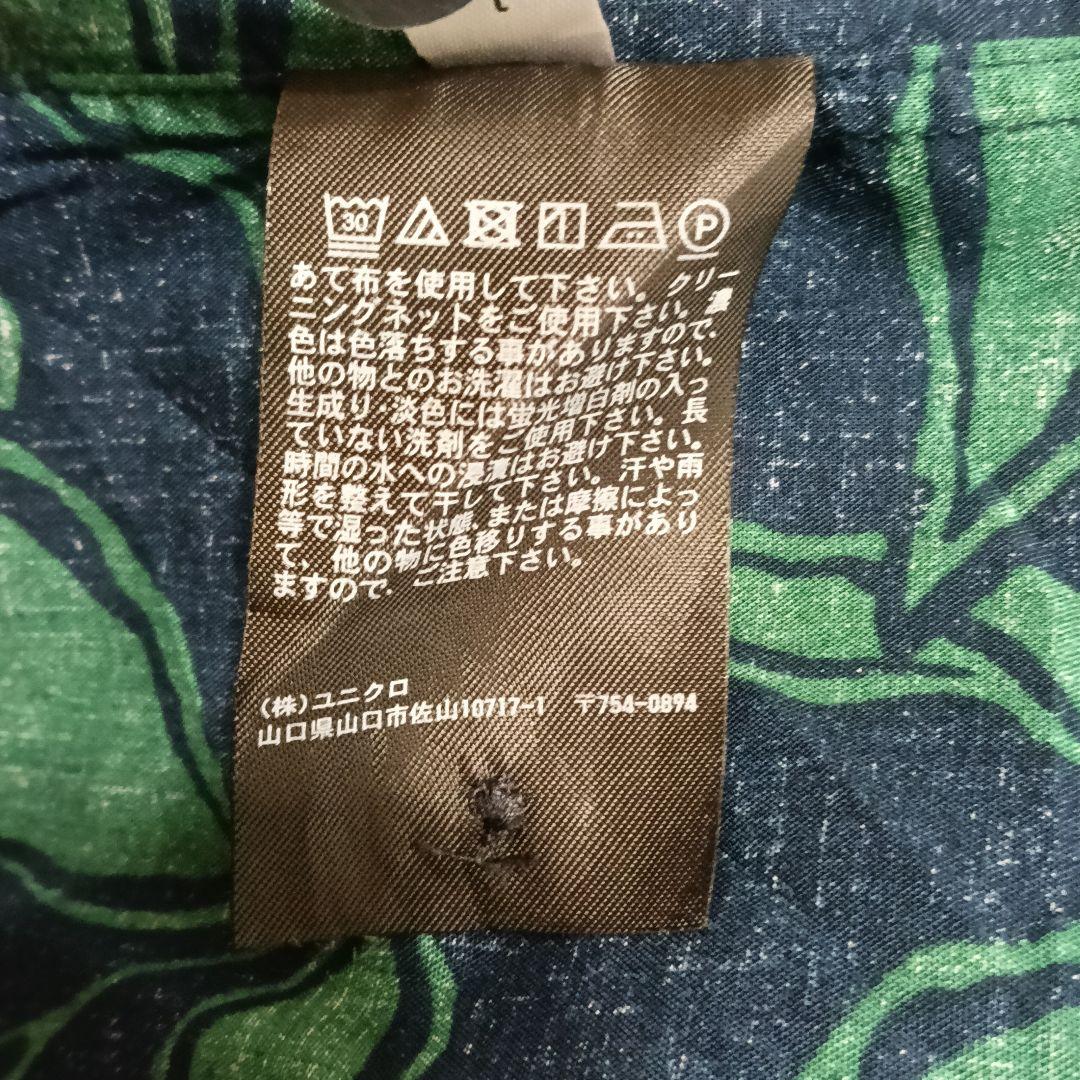 30 P
あて布を使用して下さい。クリー
ニングネットをご使用下さい。濃
色は色落ちする事がありますので、
他の物とのお洗濯はお避け下さい。
生成り・淡色には蛍光増白剤の入っ
ていない洗剤をご使用下さい。長
時間の水への浸漬はお避け下さい。
形を整えて干して下さい。汗や雨
等で湿った状態、または摩擦によっ
て、他の物に色移りする事があり
ますので、ご注意下さい。
(株)ユニクロ
山口県山口市佐山10717-1 〒754-0894